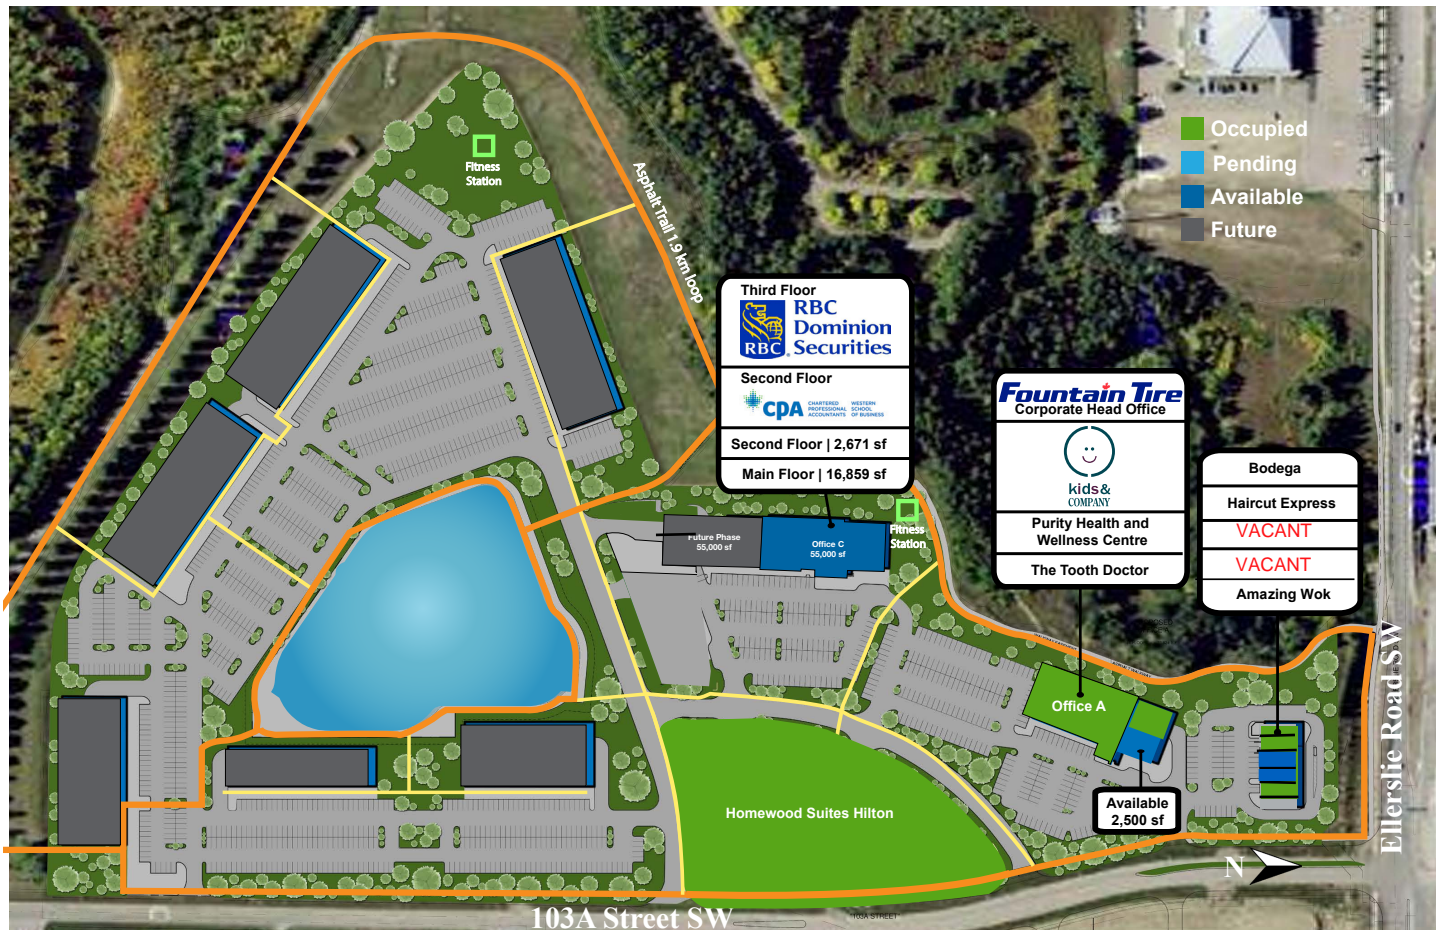 Occupied
Pending
Available
Future
Fitness
Station
Asphalt Trail 1.9 km loop
Third Floor
RBC
RBC
Dominion
Securities
Second Floor
CPA
CHARTERED
PROFESSIONAL
ACCOUNTANTS
WESTERN
SCHOOL
OF BUSINESS
Second Floor | 2,671 sf
Main Floor | 16,859 sf
Fountain Tire
Corporate Head Office
kids&
COMPANY
Purity Health and
Wellness Centre
The Tooth Doctor
Bodega
Haircut Express
VACANT
VACANT
Amazing Wok
Fitness
Station
Future Phase
55,000 sf
Office C
55,000 sf
Office A
Available
2,500 sf
Homewood Suites Hilton
Ellerslie Road SW
N
103A Street SW
103A STREET